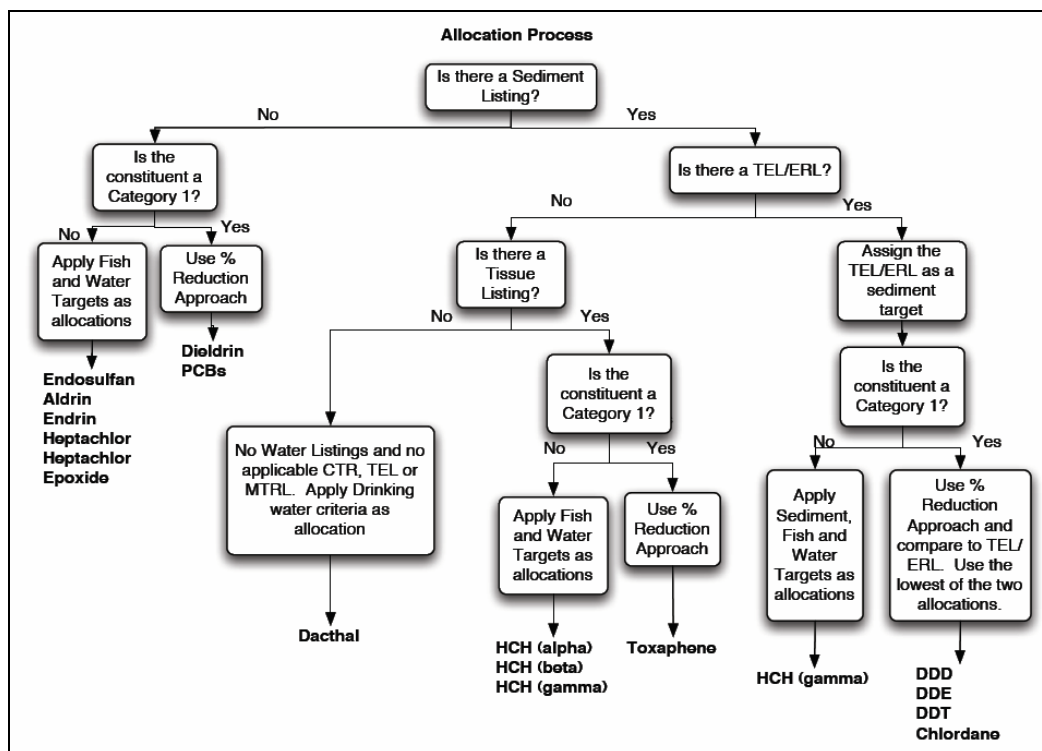 Allocation Process
Is there a Sediment
Listing?
No
Yes
Is the
constituent a
Category 1?
Is there a TEL/ERL?
No
Yes
No
Yes
Apply Fish
and Water
Targets as
allocations
Use %
Reduction
Approach
Is there a
Tissue
Listing?
Assign the
TEL/ERL as a
sediment
target
No
Yes
Endosulfan
Aldrin
Endrin
Heptachlor
Heptachlor
Epoxide
Dieldrin
PCBs
Is the
constituent a
Category 1?
Is the
constituent a
Category 1?
No
Yes
No
Yes
No Water Listings and no
applicable CTR, TEL or
MTRL. Apply Drinking
water criteria as
allocation
Apply Fish
and Water
Targets as
allocations
Use %
Reduction
Approach
Apply
Sediment,
Fish and
Water
Targets as
allocations
Use %
Reduction
Approach and
compare to TEL/
ERL. Use the
lowest of the two
allocations.
Dacthal
HCH (alpha)
HCH (beta)
HCH (gamma)
Toxaphene
HCH (gamma)
DDD
DDE
DDT
Chlordane